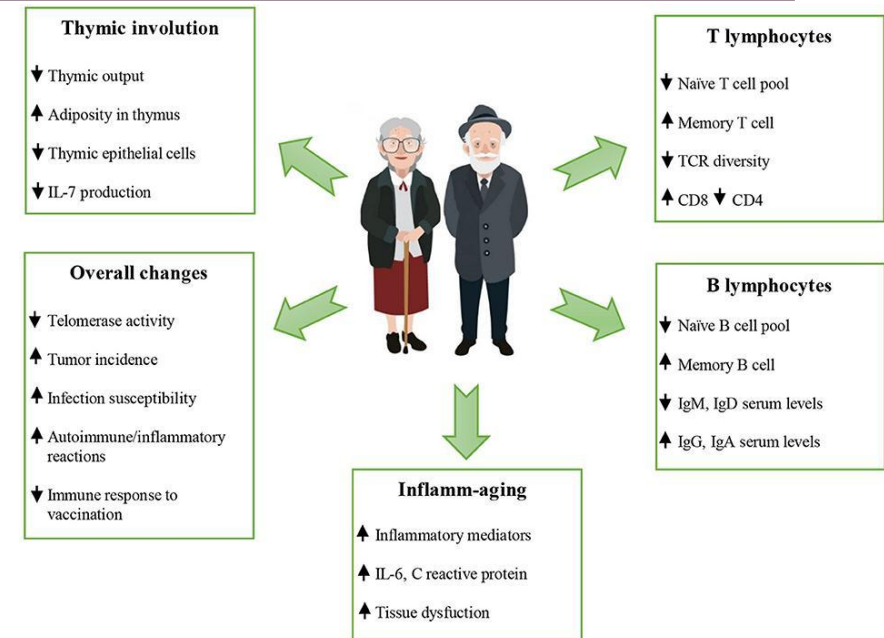 Thymic involution
Thymic output
Adiposity in thymus
Thymic epithelial cells
IL-7 production
T lymphocytes
Naïve T cell pool
Memory T cell
TCR diversity
CD8 CD4
Overall changes
Telomerase activity
Tumor incidence
Infection susceptibility
Autoimmune/inflammatory
reactions
Immune response to
vaccination
B lymphocytes
Naïve B cell pool
Memory B cell
IgM, IgD serum levels
IgG, IgA serum levels
Inflamm-aging
Inflammatory mediators
IL-6, C reactive protein
Tissue dysfuction